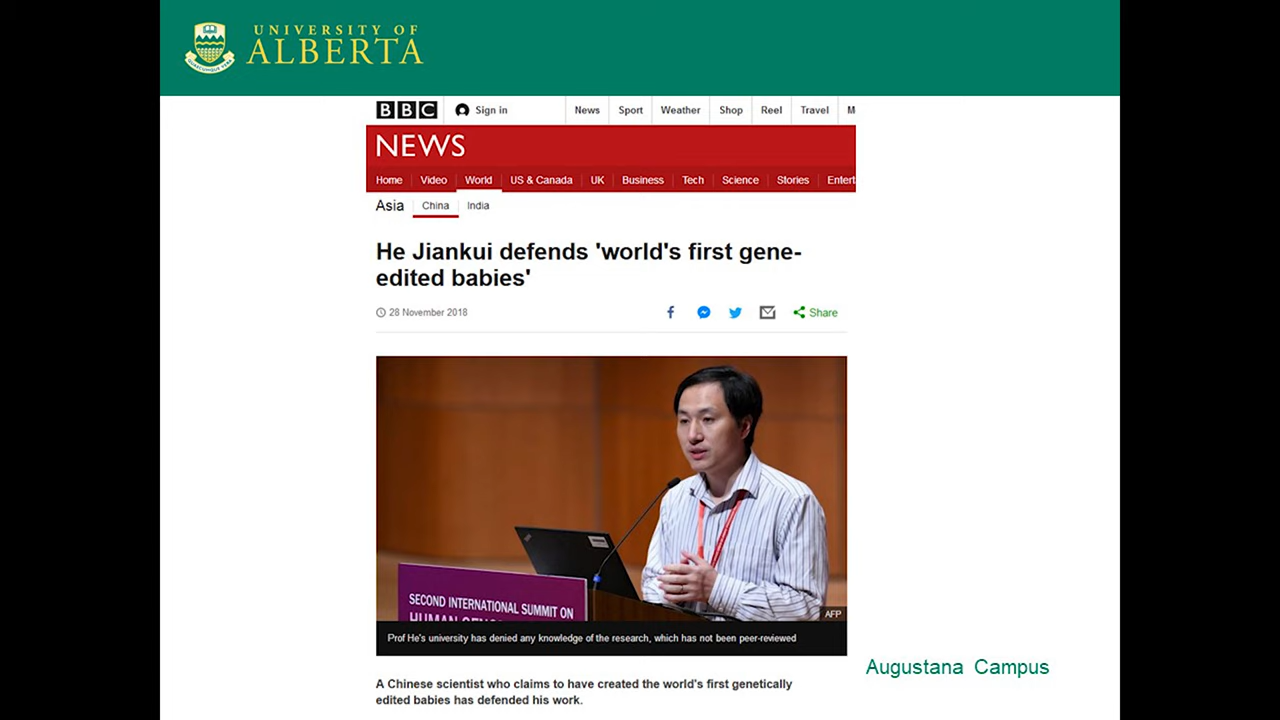 UNIVERSITY OF
ALBERTA
BBC Sign in News Sport Weather Shop Reel Travel M
NEWS
Home Video World US & Canada UK Business Tech Science Stories Entert
Asia China India
He Jiankui defends 'world's first gene-
edited babies'
28 November 2018 Share
SECOND INTERNATIONAL SUMMIT ON
HUMAN
AFP
Prof He's university has denied any knowledge of the research, which has not been peer-reviewed
Augustana Campus
A Chinese scientist who claims to have created the world's first genetically
edited babies has defended his work.